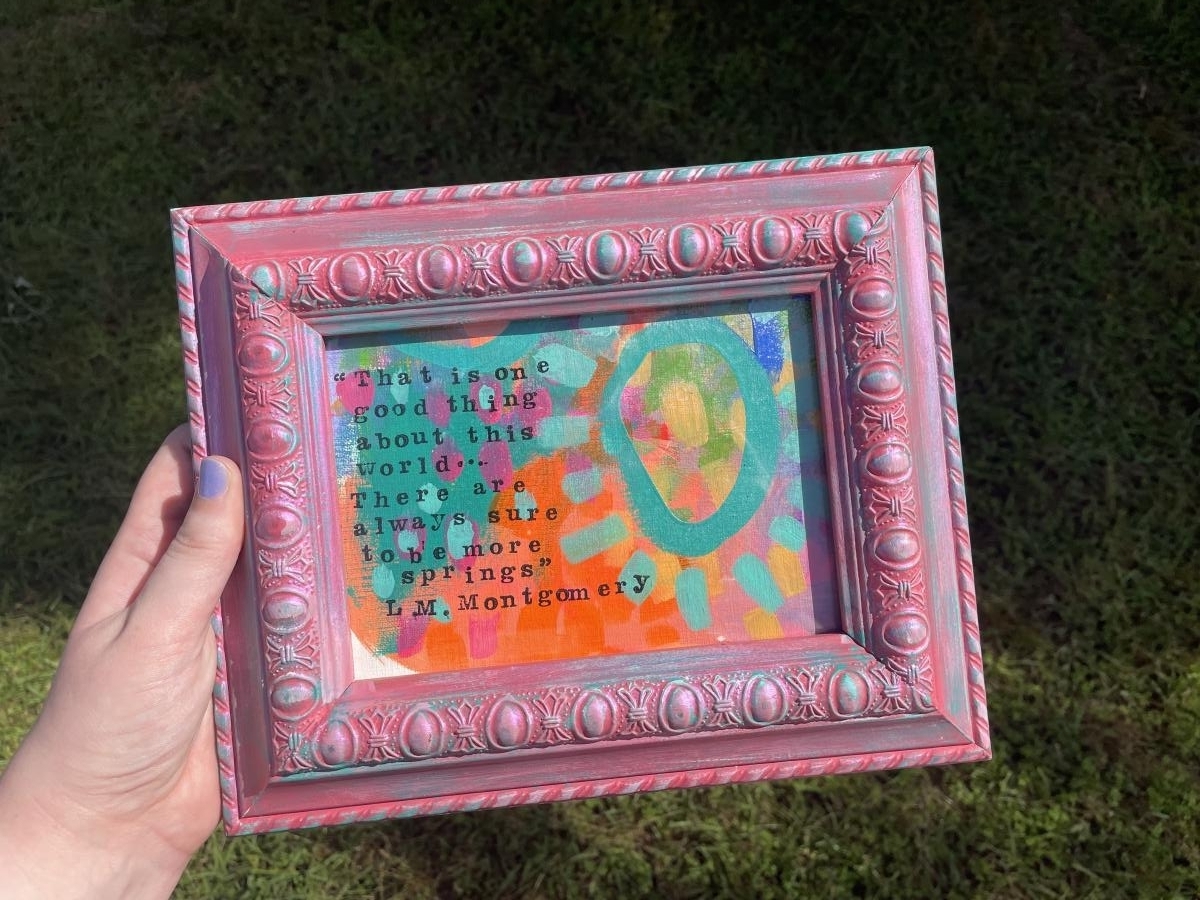 “That is one
good thing
about this
world...
There are
always sure
to be more
springs”
L.M. Montgomery